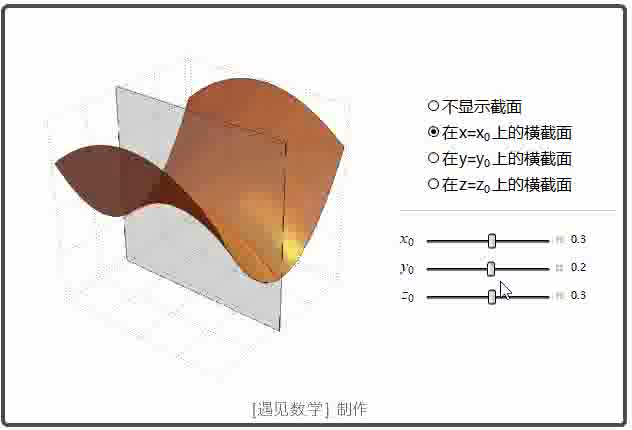 不显示截面
在x=x₀上的横截面
在y=y₀上的横截面
在z=z₀上的横截面
x₀ 0.3
y₀ 0.2
z₀ 0.3
[遇见数学] 制作